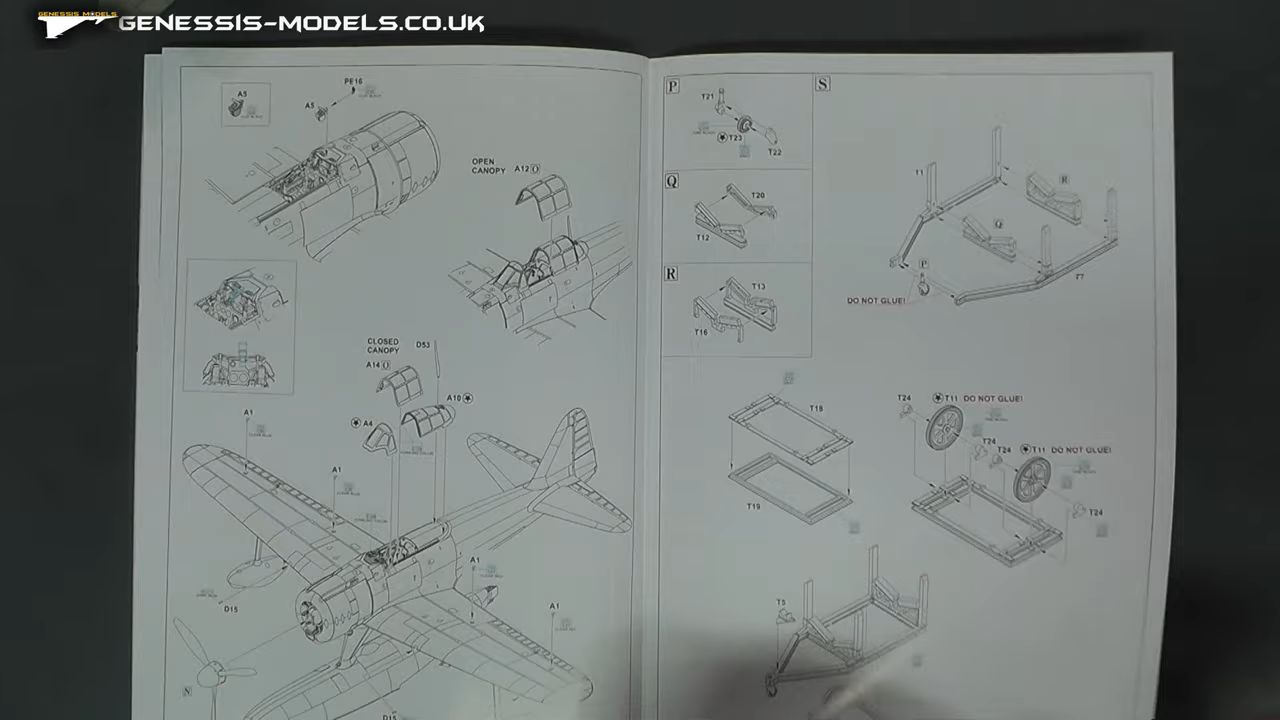 GENESSIS MODELS
GENESSIS-MODELS.CO.UK
A5
A5
PE16
OPEN
CANOPY
A12
CLOSED
CANOPY
D53
A14
A10
A4
A1
A1
A1
A1
D15
N
D15
P
T21
T23
T22
Q
T20
T12
R
T13
T16
S
T1
R
Q
P
T7
DO NOT GLUE!
T18
T19
T24
T11 DO NOT GLUE!
T24
T24
T11 DO NOT GLUE!
T24
T5